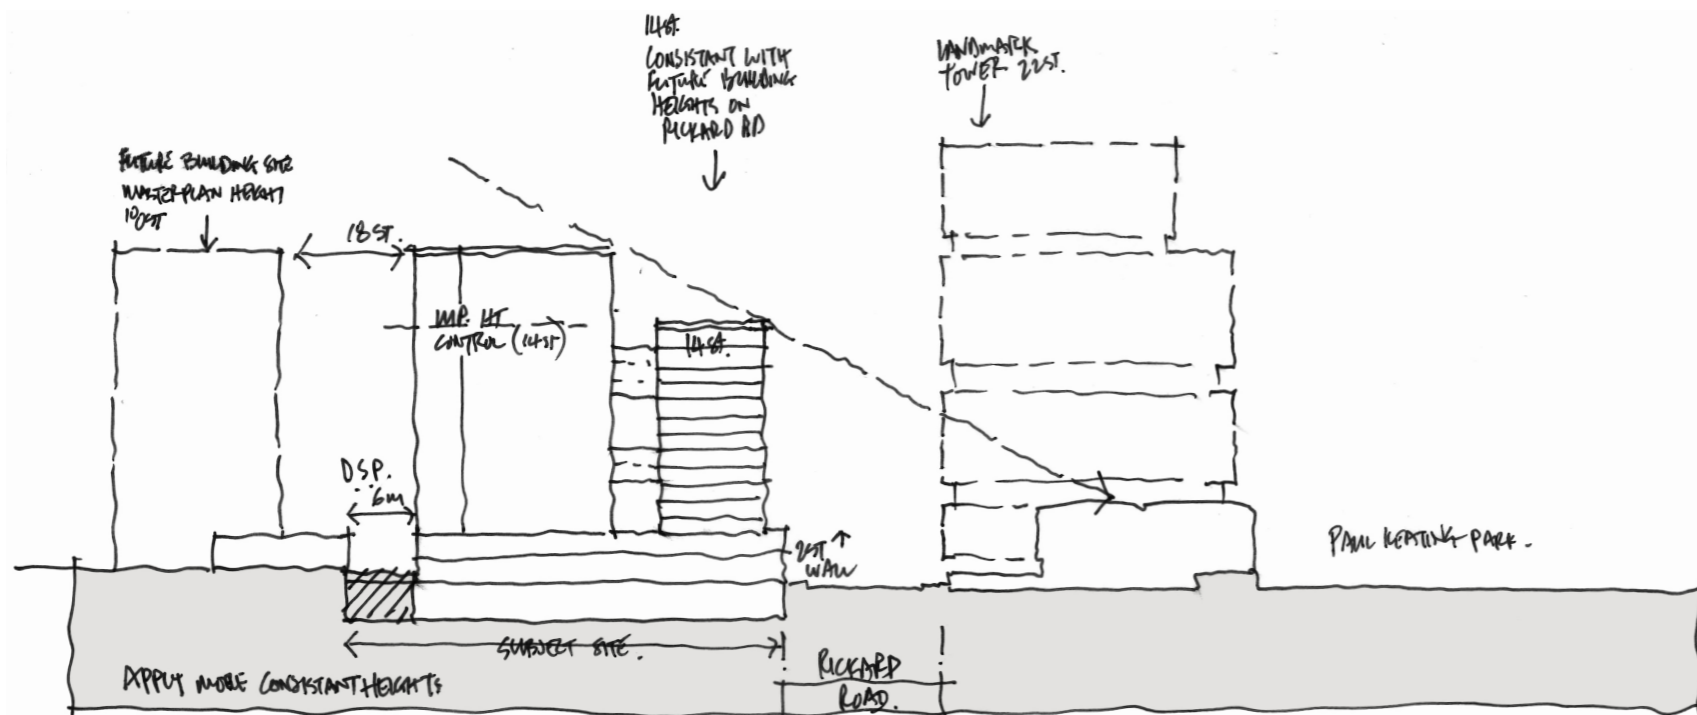 14ST.
CONSISTANT WITH
FUTURE BUILDING
HEIGHTS ON
RICKARD RD
LANDMARK
TOWER 22ST.
FUTURE BUILDING SITE
MASTERPLAN HEIGHT
10ST
18ST.
M.P. HT
CONTROL (14ST)
14ST.
D.S.P.
6m
2ST
WALL
PAUL KEATING PARK.
SUBJECT SITE.
RICKARD
ROAD.
APPLY MORE CONSISTANT HEIGHTS